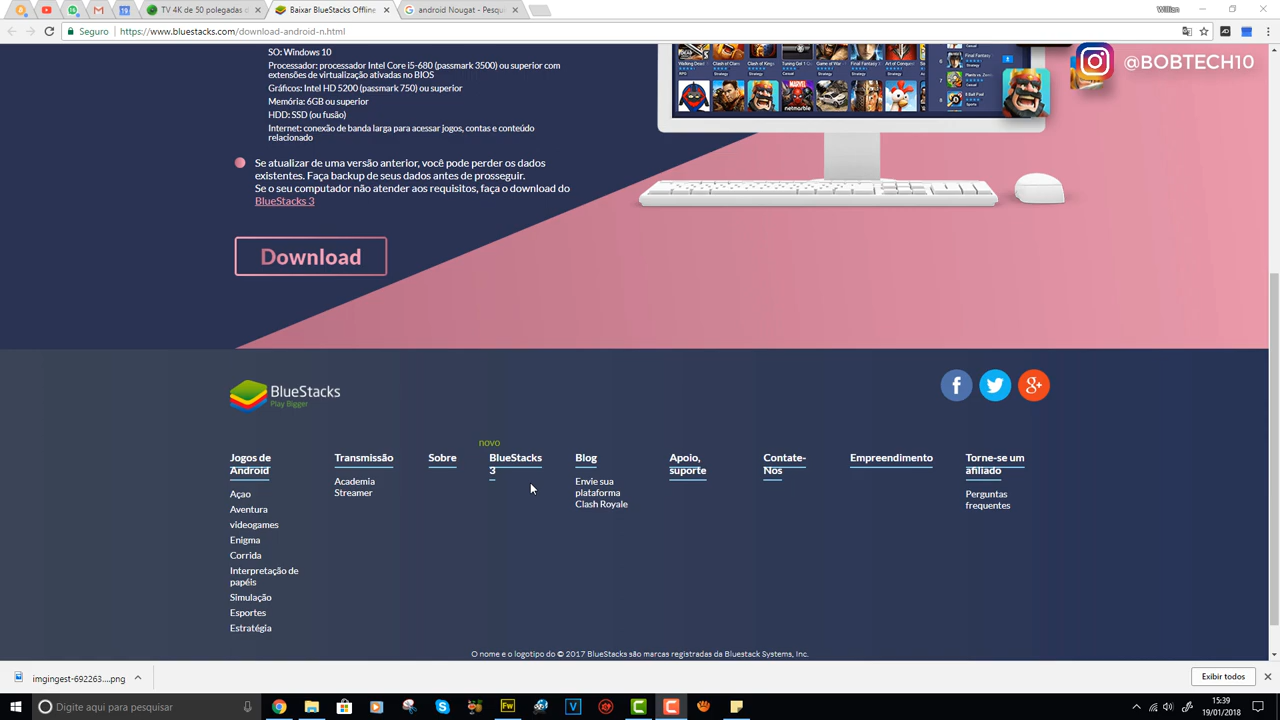 TV 4K de 50 polegadas d
Baixar BlueStacks Offline
android Nougat - Pesqui
Willian
Seguro
https://www.bluestacks.com/download-android-n.html
SO: Windows 10
Processador: processador Intel Core i5-680 (passmark 3500) ou superior com
extensões de virtualização ativadas no BIOS
Gráficos: Intel HD 5200 (passmark 750) ou superior
Memória: 6GB ou superior
HDD: SSD (ou fusão)
Internet: conexão de banda larga para acessar jogos, contas e conteúdo
relacionado
Se atualizar de uma versão anterior, você pode perder os dados
existentes. Faça backup de seus dados antes de prosseguir.
Se o seu computador não atender aos requisitos, faça o download do
BlueStacks 3
Download
@BOBTECH10
BlueStacks
Play Bigger
novo
Jogos de
Android
Açao
Aventura
videogames
Enigma
Corrida
Interpretação de
papéis
Simulação
Esportes
Estratégia
Transmissão
Academia
Streamer
Sobre
BlueStacks
3
Blog
Envie sua
plataforma
Clash Royale
Apoio,
suporte
Contate-
Nos
Empreendimento
Torne-se um
afiliado
Perguntas
frequentes
O nome e o logotipo do © 2017 BlueStacks são marcas registradas da Bluestack Systems, Inc.
imgingest-692263....png
Exibir todos
Digite aqui para pesquisar
15:39
19/01/2018